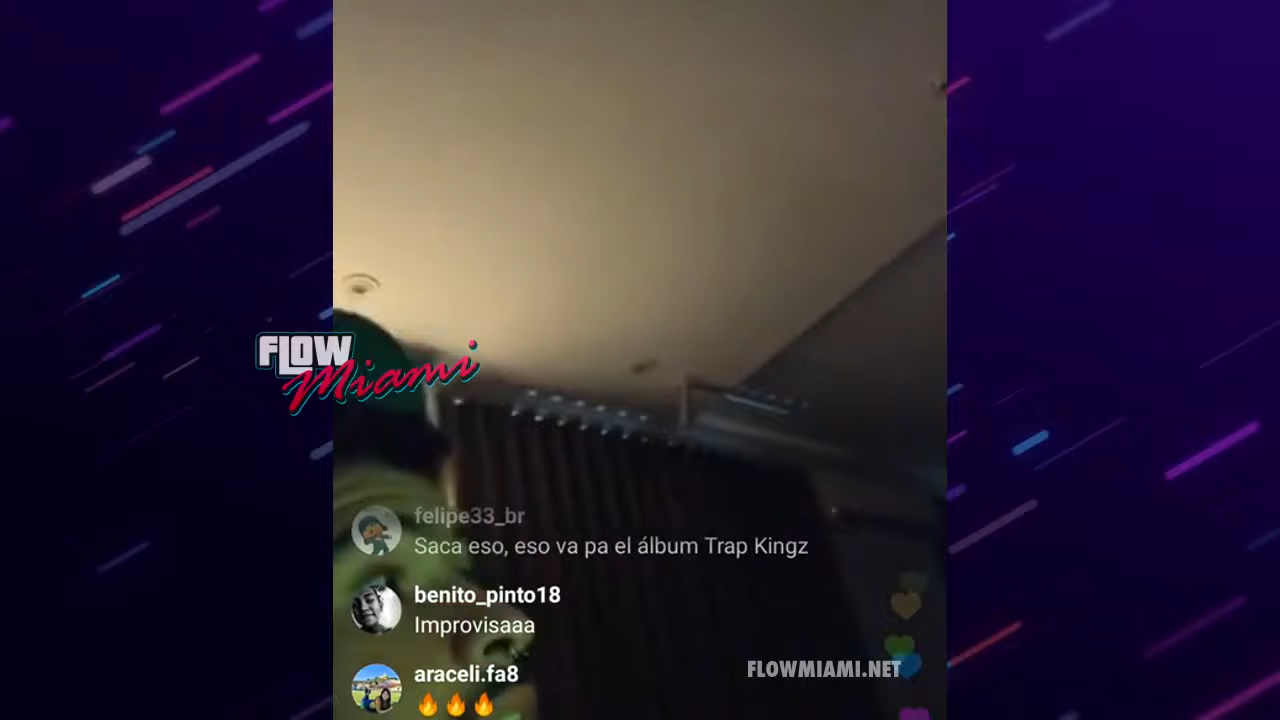 FLOW
Miami
felipe33_br
Saca eso, eso va pa el álbum Trap Kingz
benito_pinto18
Improvisaaa
araceli.fa8
🔥🔥🔥
FLOWMIAMI.NET